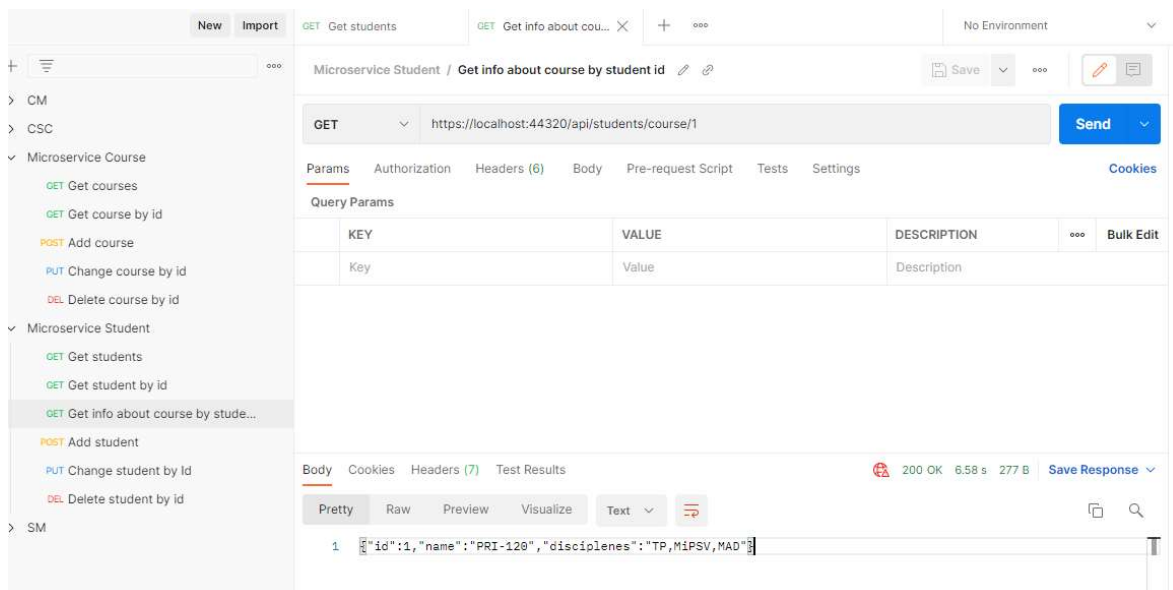 New Import
GET Get students
GET Get info about cou...
No Environment
Microservice Student / Get info about course by student id
Save
CM
CSC
Microservice Course
GET Get courses
GET Get course by id
POST Add course
PUT Change course by id
DEL Delete course by id
Microservice Student
GET Get students
GET Get student by id
GET Get info about course by stude...
POST Add student
PUT Change student by Id
DEL Delete student by id
SM
GET https://localhost:44320/api/students/course/1 Send
Params Authorization Headers (6) Body Pre-request Script Tests Settings Cookies
Query Params
KEY VALUE DESCRIPTION Bulk Edit
Key Value Description
Body Cookies Headers (7) Test Results 200 OK 6.58 s 277 B Save Response
Pretty Raw Preview Visualize Text
1 {"id":1,"name":"PRI-120","disciplenes":"TP,MiPSV,MAD"}